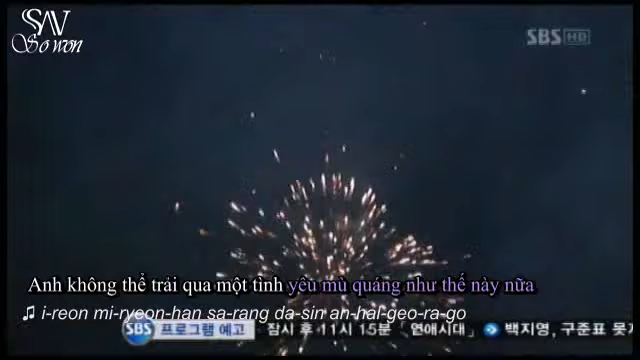 SNV
So won
SBS HD
Anh không thể trải qua một tình yêu mù quáng như thế này nữa
♫ i-reon mi-ryeon-han sa-rang da-sin an-hal-geo-ra-go
SBS 프로그램 예고 잠시 후 11시 15분 「연애시대」 백지영, 구준표 못